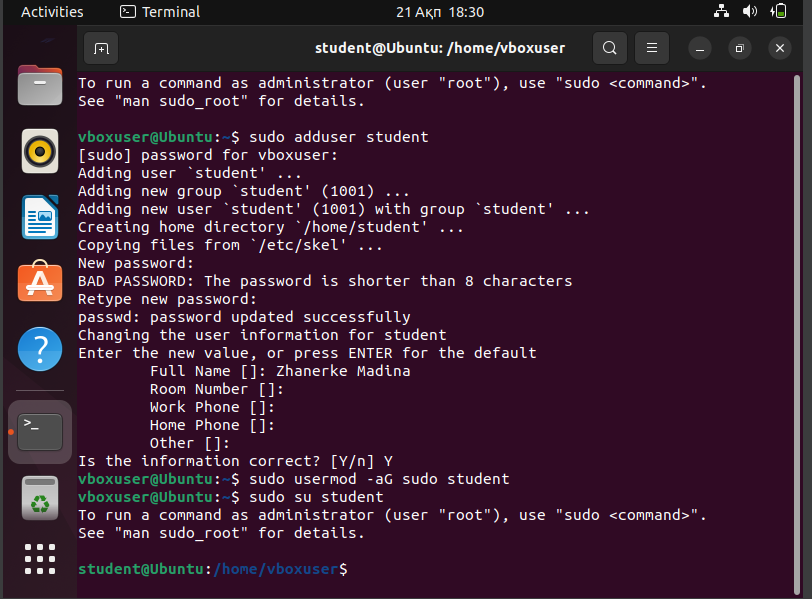 Activities
Terminal
21 Ақп 18:30
student@Ubuntu: /home/vboxuser
To run a command as administrator (user "root"), use "sudo <command>".
See "man sudo_root" for details.
vboxuser@Ubuntu:~$ sudo adduser student
[sudo] password for vboxuser:
Adding user `student' ...
Adding new group `student' (1001) ...
Adding new user `student' (1001) with group `student' ...
Creating home directory `/home/student' ...
Copying files from `/etc/skel' ...
New password:
BAD PASSWORD: The password is shorter than 8 characters
Retype new password:
passwd: password updated successfully
Changing the user information for student
Enter the new value, or press ENTER for the default
Full Name []: Zhanerke Madina
Room Number []:
Work Phone []:
Home Phone []:
Other []:
Is the information correct? [Y/n] Y
vboxuser@Ubuntu:~$ sudo usermod -aG sudo student
vboxuser@Ubuntu:~$ sudo su student
To run a command as administrator (user "root"), use "sudo <command>".
See "man sudo_root" for details.
student@Ubuntu:/home/vboxuser$